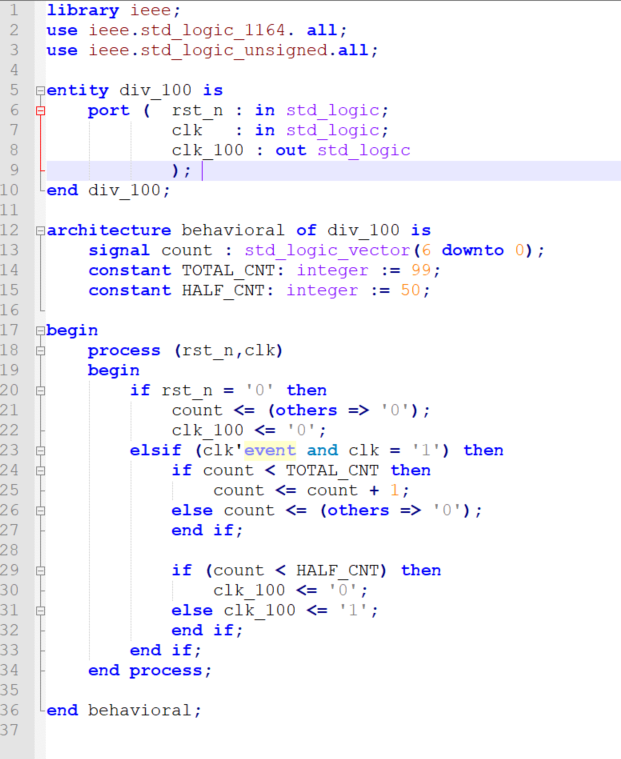 1 library ieee;
2 use ieee.std_logic_1164. all;
3 use ieee.std_logic_unsigned.all;
4
5 entity div_100 is
6     port (  rst_n : in std_logic;
7             clk   : in std_logic;
8             clk_100 : out std_logic
9             );
10 end div_100;
11
12 architecture behavioral of div_100 is
13     signal count : std_logic_vector(6 downto 0);
14     constant TOTAL_CNT: integer := 99;
15     constant HALF_CNT: integer := 50;
16
17 begin
18     process (rst_n,clk)
19     begin
20         if rst_n = '0' then
21             count <= (others => '0');
22             clk_100 <= '0';
23         elsif (clk'event and clk = '1') then
24             if count < TOTAL_CNT then
25                 count <= count + 1;
26             else count <= (others => '0');
27             end if;
28
29             if (count < HALF_CNT) then
30                 clk_100 <= '0';
31             else clk_100 <= '1';
32             end if;
33         end if;
34     end process;
35
36 end behavioral;
37